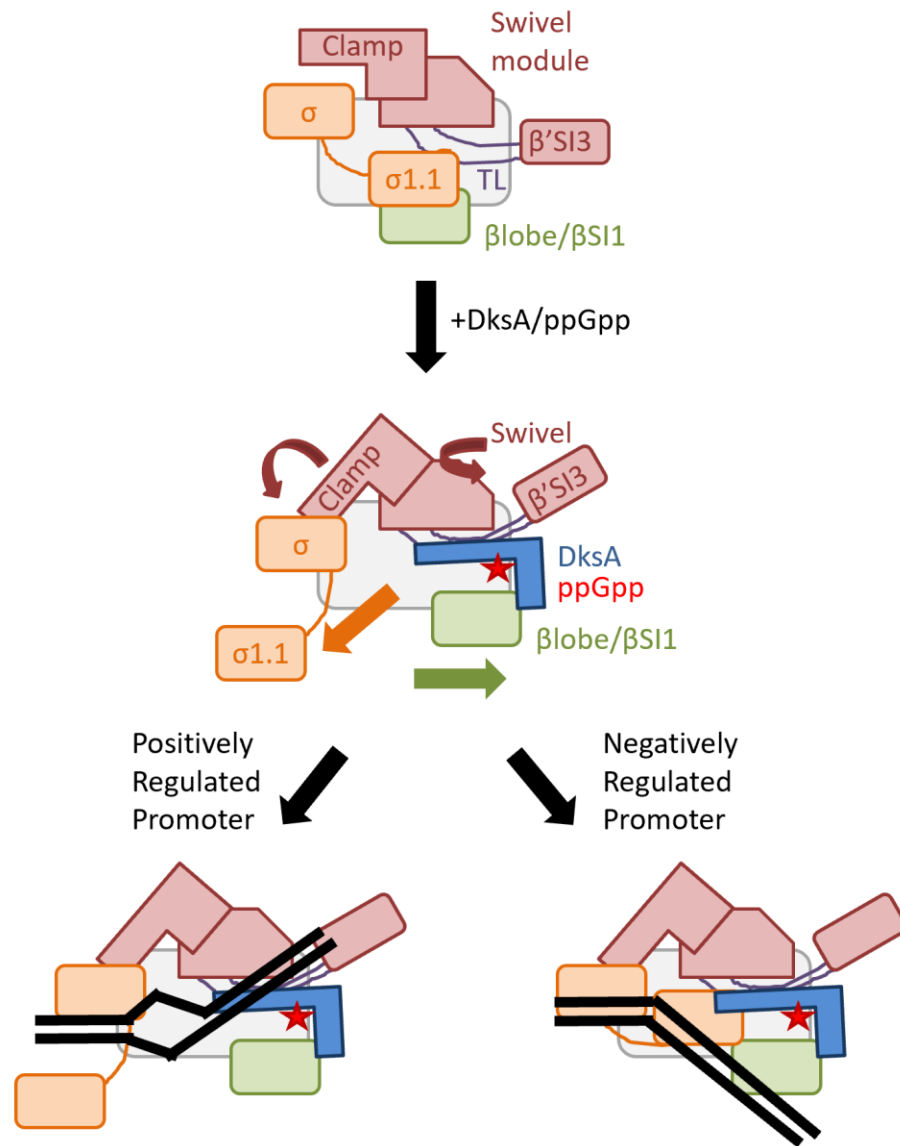 Clamp
Swivel
module
σ
β'SI3
σ1.1
TL
βlobe/βSI1
+DksA/ppGpp
Swivel
Clamp
β'SI3
σ
DksA
ppGpp
σ1.1
βlobe/βSI1
Positively
Regulated
Promoter
Negatively
Regulated
Promoter